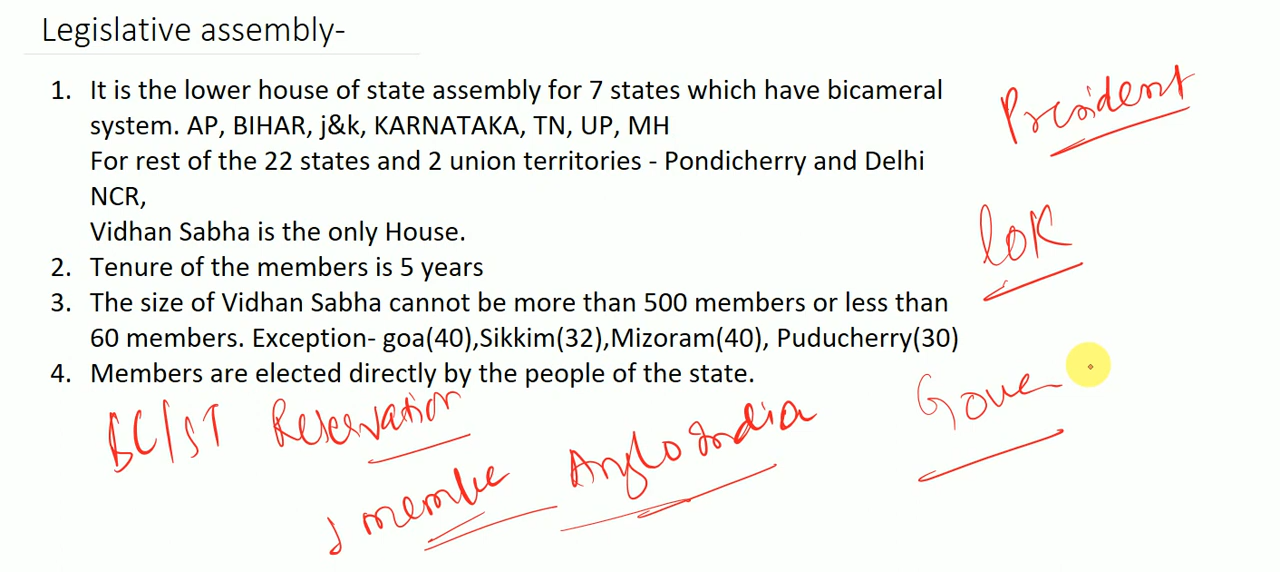 Legislative assembly-
1. It is the lower house of state assembly for 7 states which have bicameral
system. AP, BIHAR, j&k, KARNATAKA, TN, UP, MH
For rest of the 22 states and 2 union territories - Pondicherry and Delhi
NCR,
Vidhan Sabha is the only House.
2. Tenure of the members is 5 years
3. The size of Vidhan Sabha cannot be more than 500 members or less than
60 members. Exception- goa(40),Sikkim(32),Mizoram(40), Puducherry(30)
4. Members are elected directly by the people of the state.
President
lok
Gove
SC/ST Reservation
1 membe Anglo India